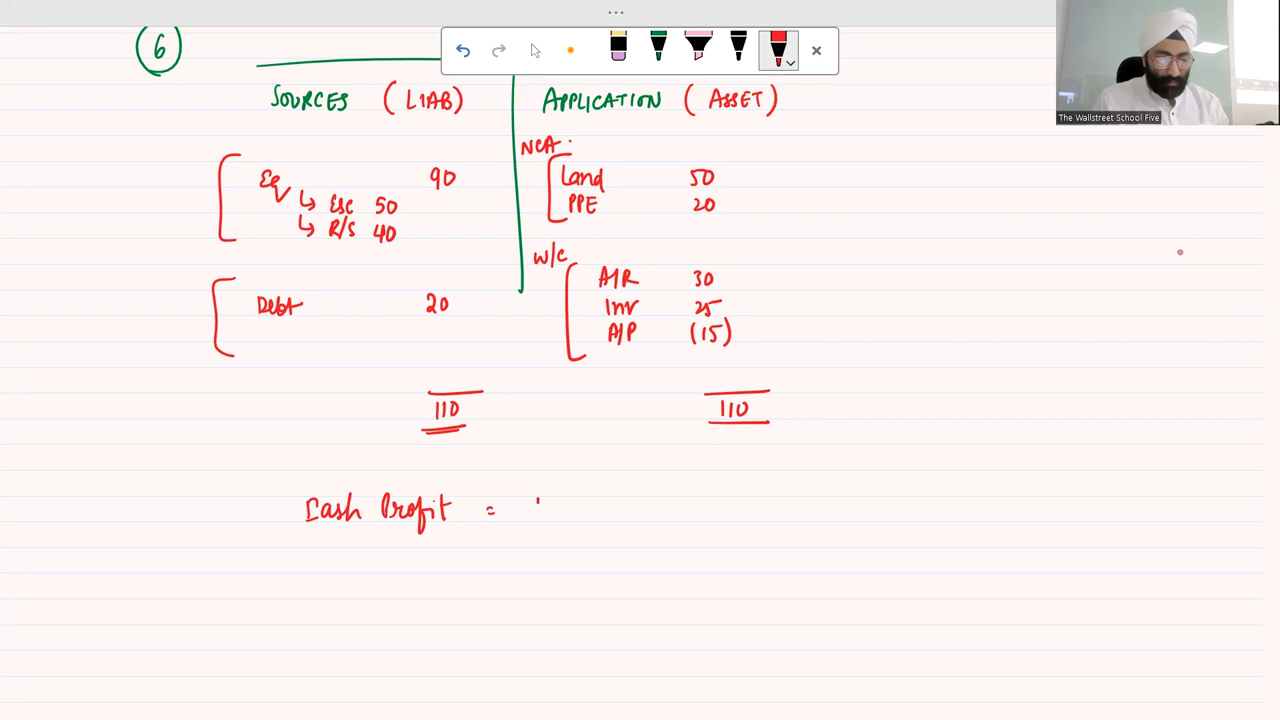 6
SOURCES (LIAB)
APPLICATION (ASSET)
NCA:
Eq 90
↳ Esc 50
↳ R/S 40
Land 50
PPE 20
W/C
A/R 30
Inv 25
A/P (15)
Debt 20
110
110
Cash Profit =
The Wallstreet School Five